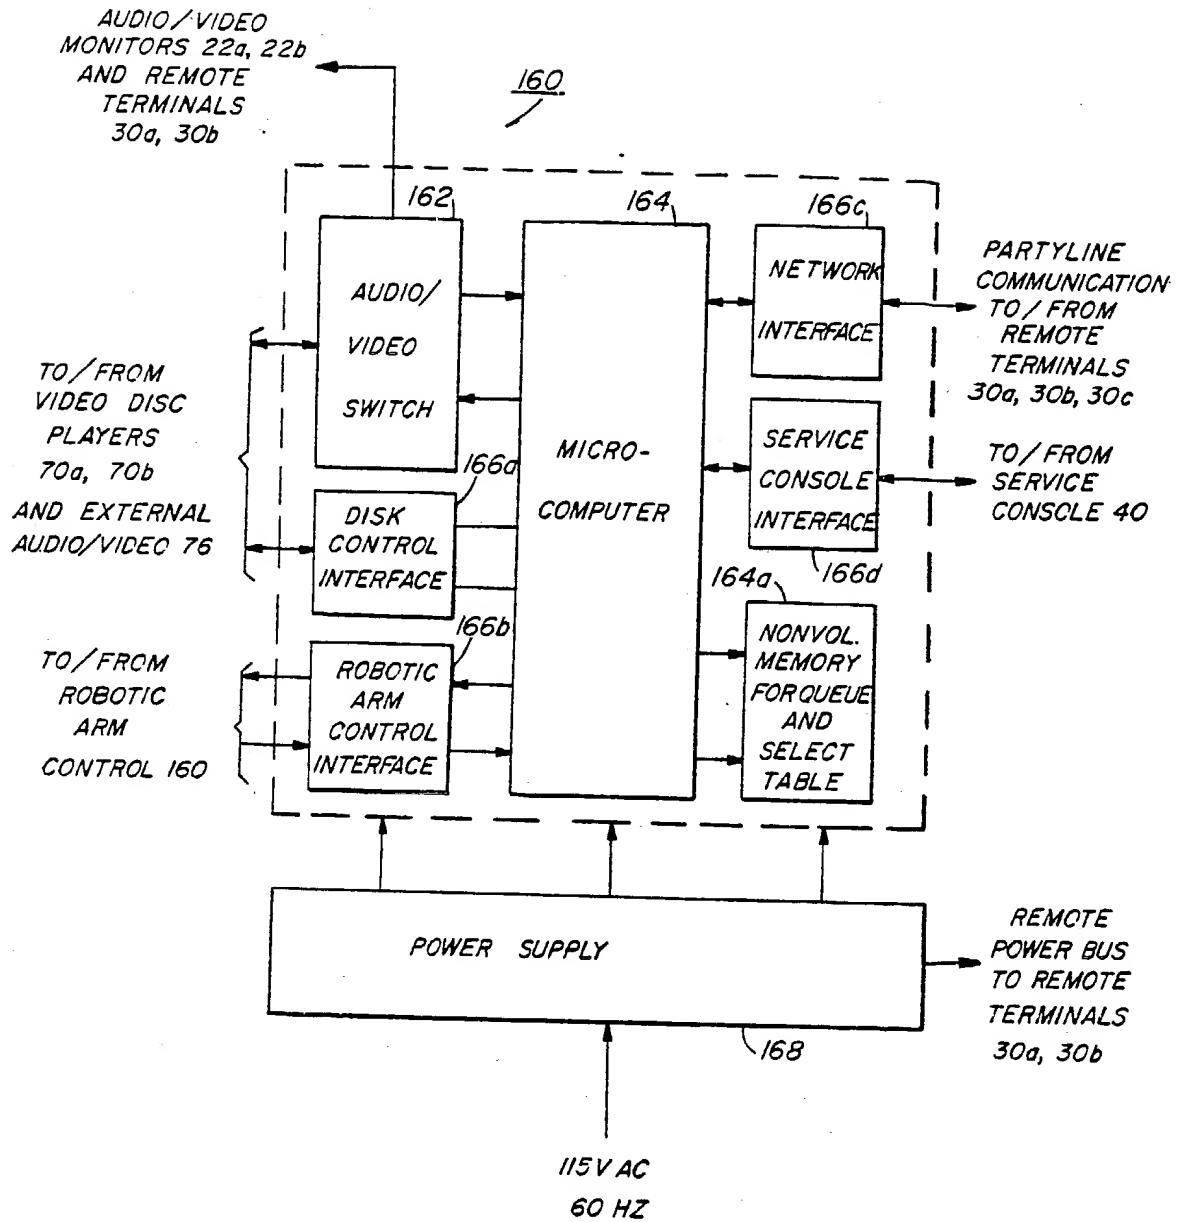 AUDIO/VIDEO
MONITORS 22a, 22b
AND REMOTE
TERMINALS
30a, 30b
160
162
164
166c
AUDIO/
VIDEO
SWITCH
MICRO-
COMPUTER
NETWORK
INTERFACE
PARTYLINE
COMMUNICATION
TO/FROM
REMOTE
TERMINALS
30a, 30b, 30c
TO/FROM
VIDEO DISC
PLAYERS
70a, 70b
AND EXTERNAL
AUDIO/VIDEO 76
166a
DISK
CONTROL
INTERFACE
SERVICE
CONSOLE
INTERFACE
166d
TO/FROM
SERVICE
CONSOLE 40
164a
NONVOL.
MEMORY
FOR QUEUE
AND
SELECT
TABLE
166b
ROBOTIC
ARM
CONTROL
INTERFACE
TO/FROM
ROBOTIC
ARM
CONTROL 160
POWER SUPPLY
168
REMOTE
POWER BUS
TO REMOTE
TERMINALS
30a, 30b
115V AC
60 HZ